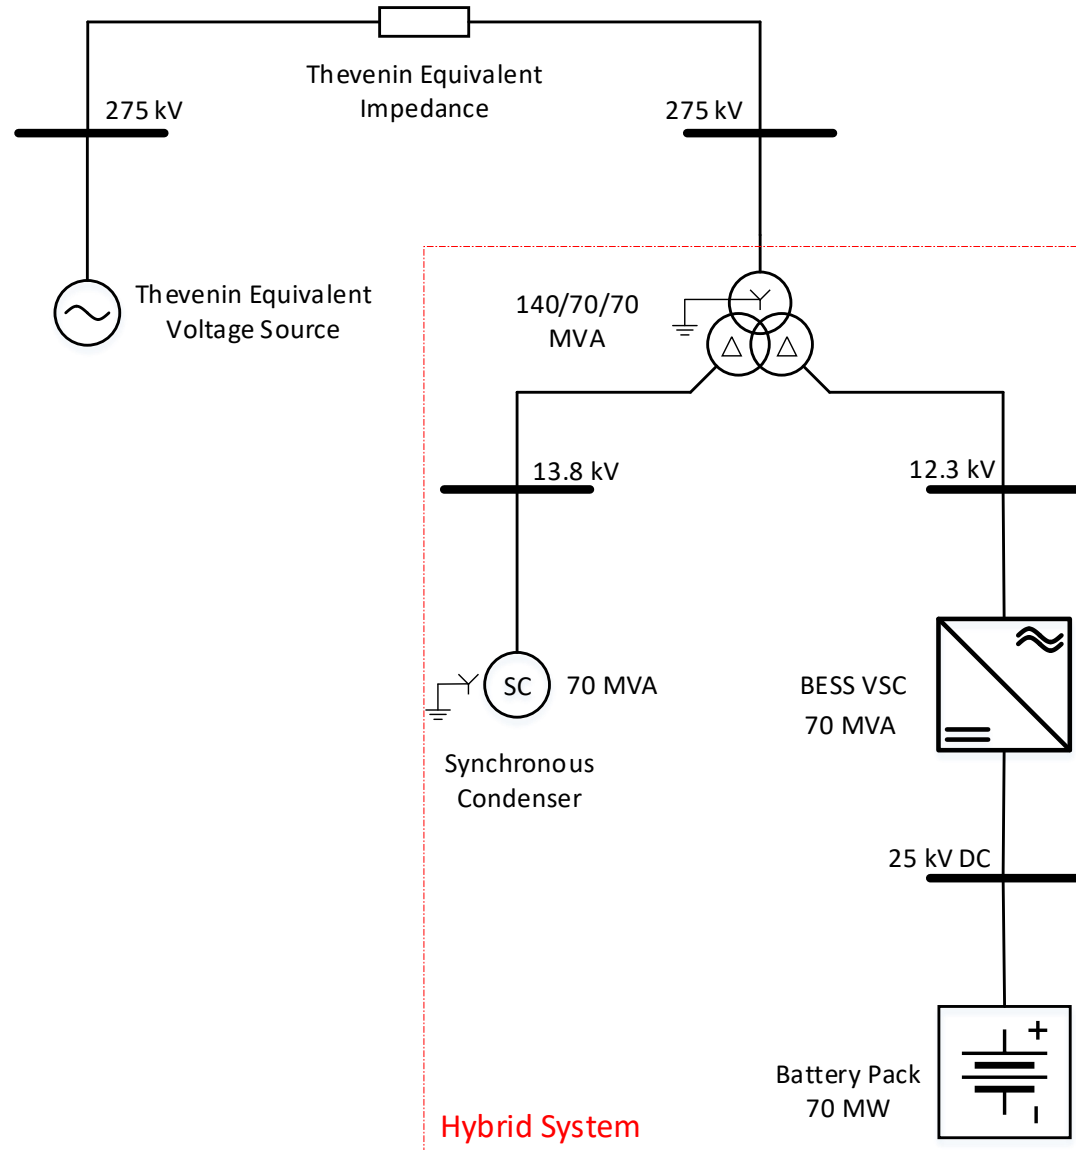 Thevenin Equivalent
Impedance
275 kV
275 kV
Thevenin Equivalent
Voltage Source
140/70/70
MVA
13.8 kV
12.3 kV
SC
70 MVA
BESS VSC
70 MVA
Synchronous
Condenser
25 kV DC
Battery Pack
70 MW
Hybrid System